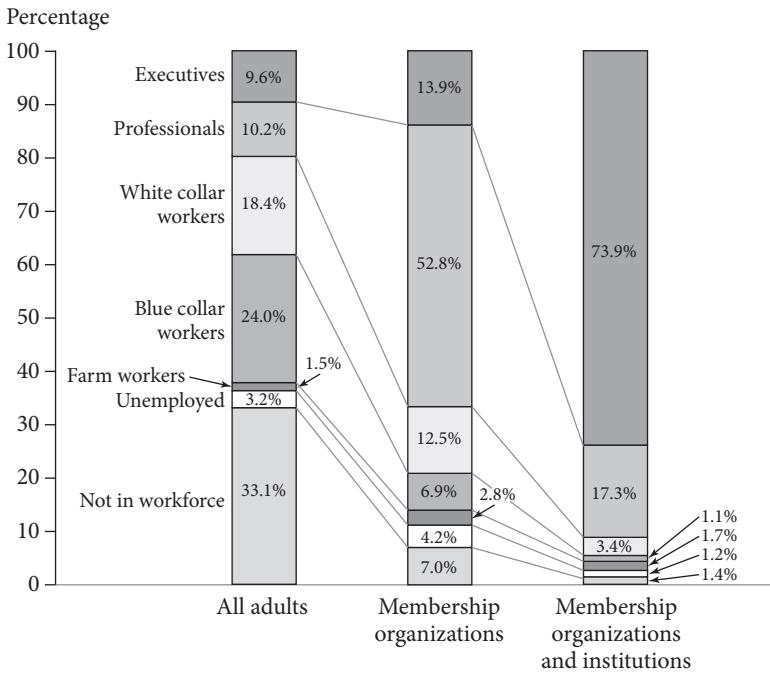 Percentage
100
90
80
70
60
50
40
30
20
10
0
Executives
Professionals
White collar
workers
Blue collar
workers
Farm workers
Unemployed
Not in workforce
9.6%
10.2%
18.4%
24.0%
1.5%
3.2%
33.1%
13.9%
52.8%
12.5%
6.9%
2.8%
4.2%
7.0%
73.9%
17.3%
3.4%
1.1%
1.7%
1.2%
1.4%
All adults
Membership
organizations
Membership
organizations
and institutions